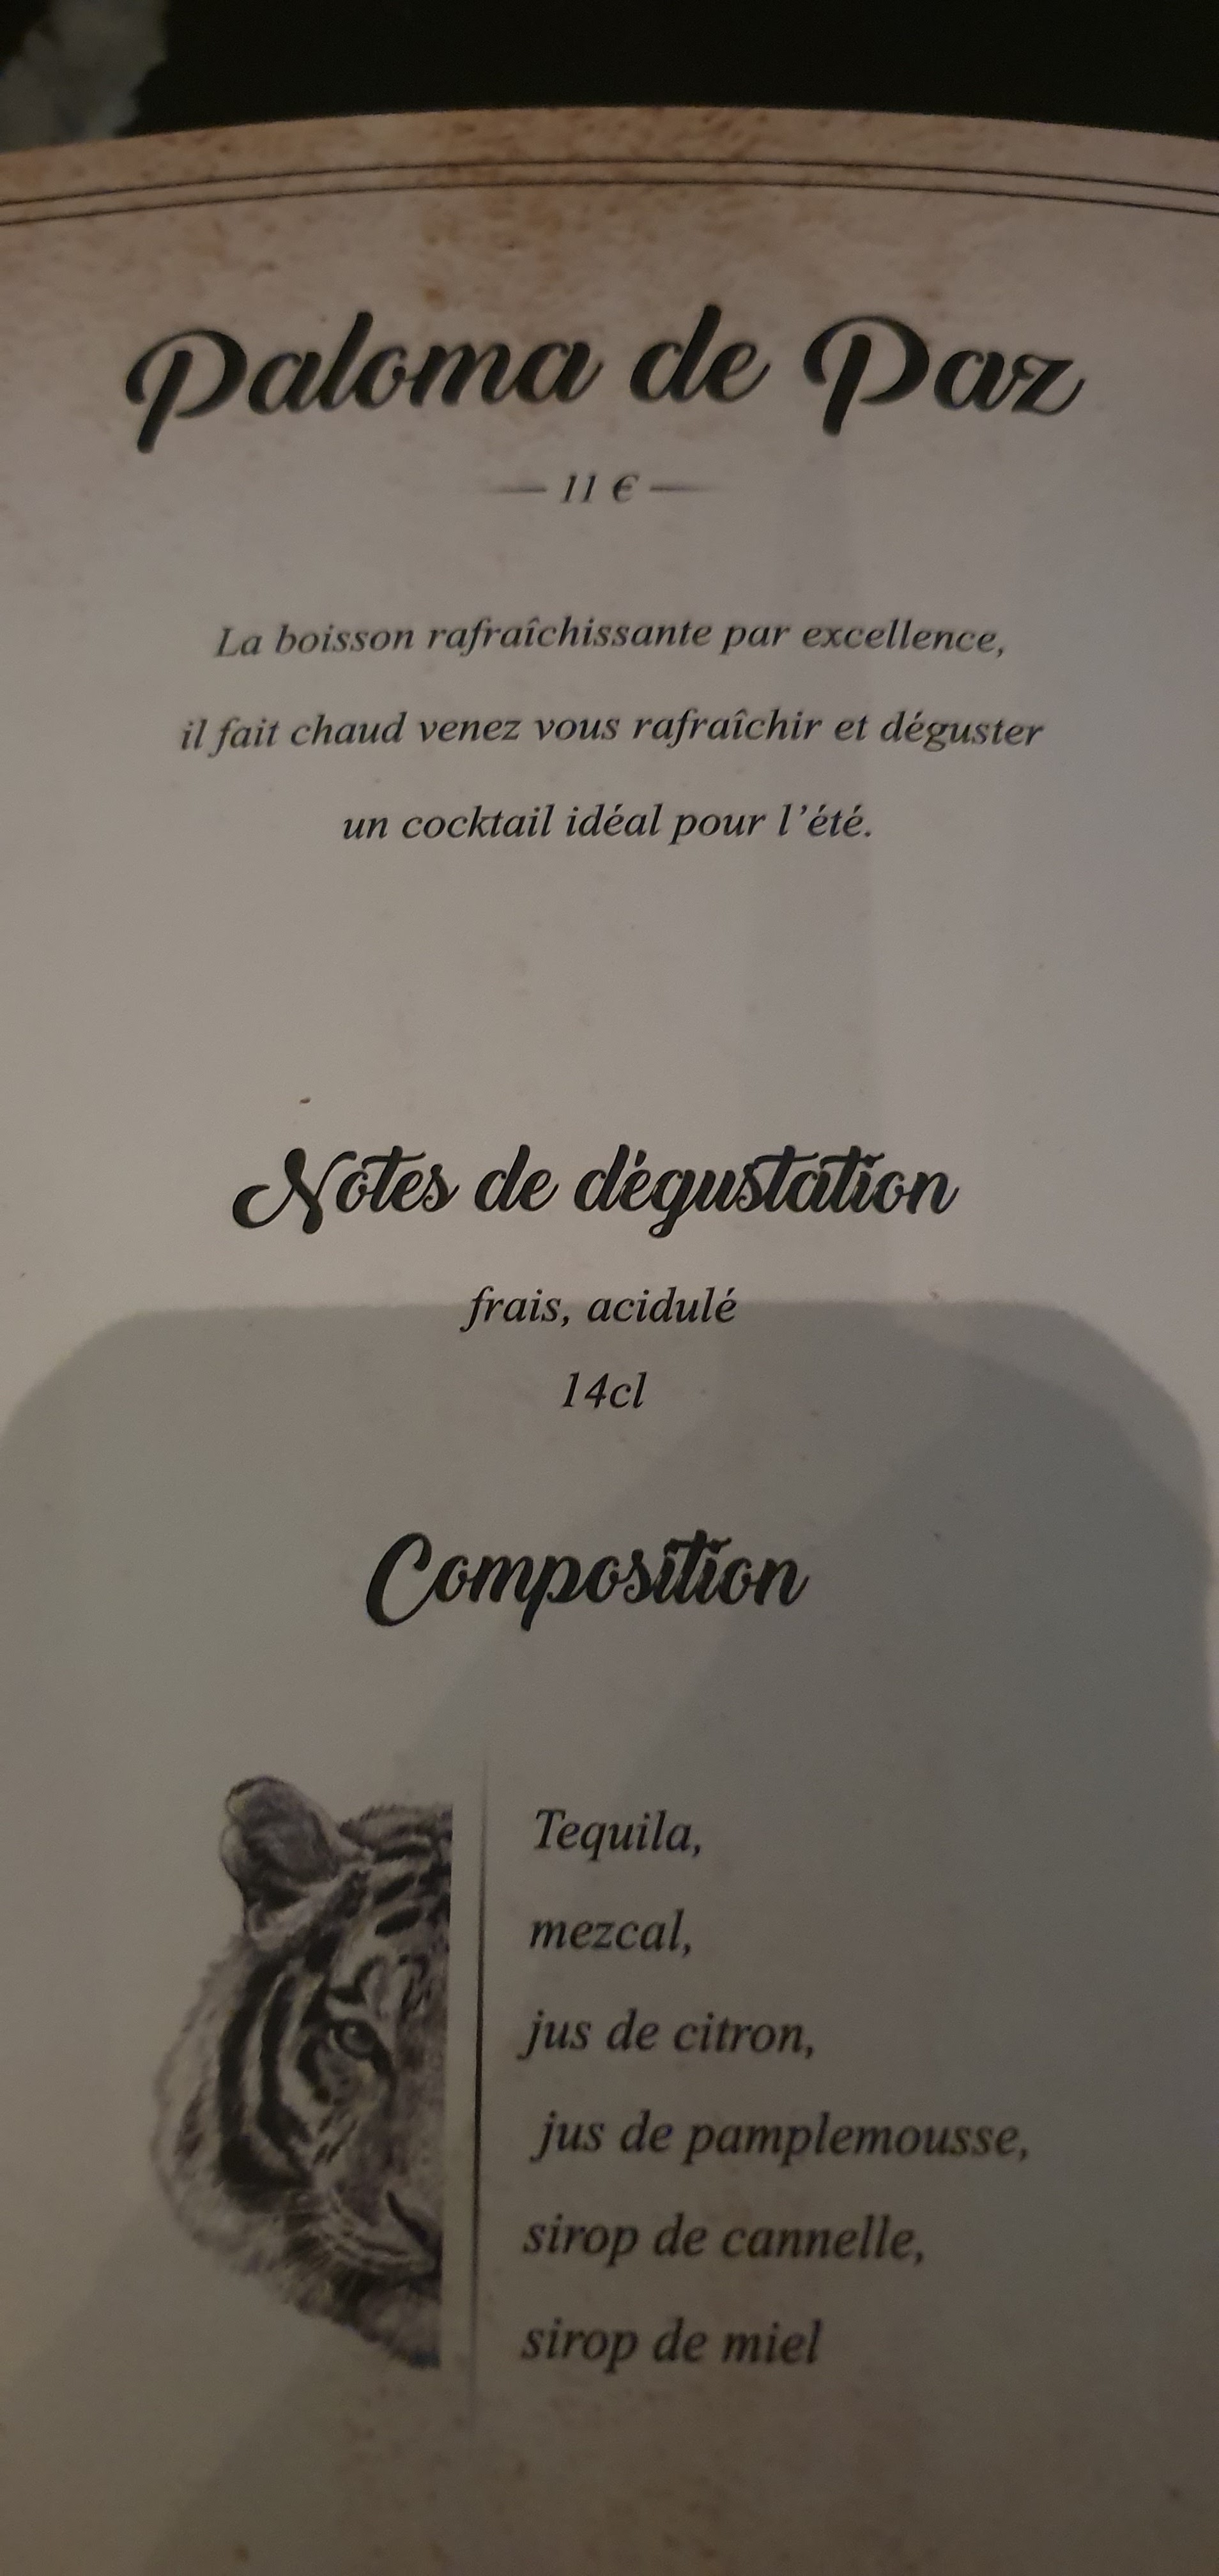 Paloma de Paz
— 11 € —
La boisson rafraîchissante par excellence,
il fait chaud venez vous rafraîchir et déguster
un cocktail idéal pour l'été.
Notes de dégustation
frais, acidulé
14cl
Composition
Tequila,
mezcal,
jus de citron,
jus de pamplemousse,
sirop de cannelle,
sirop de miel